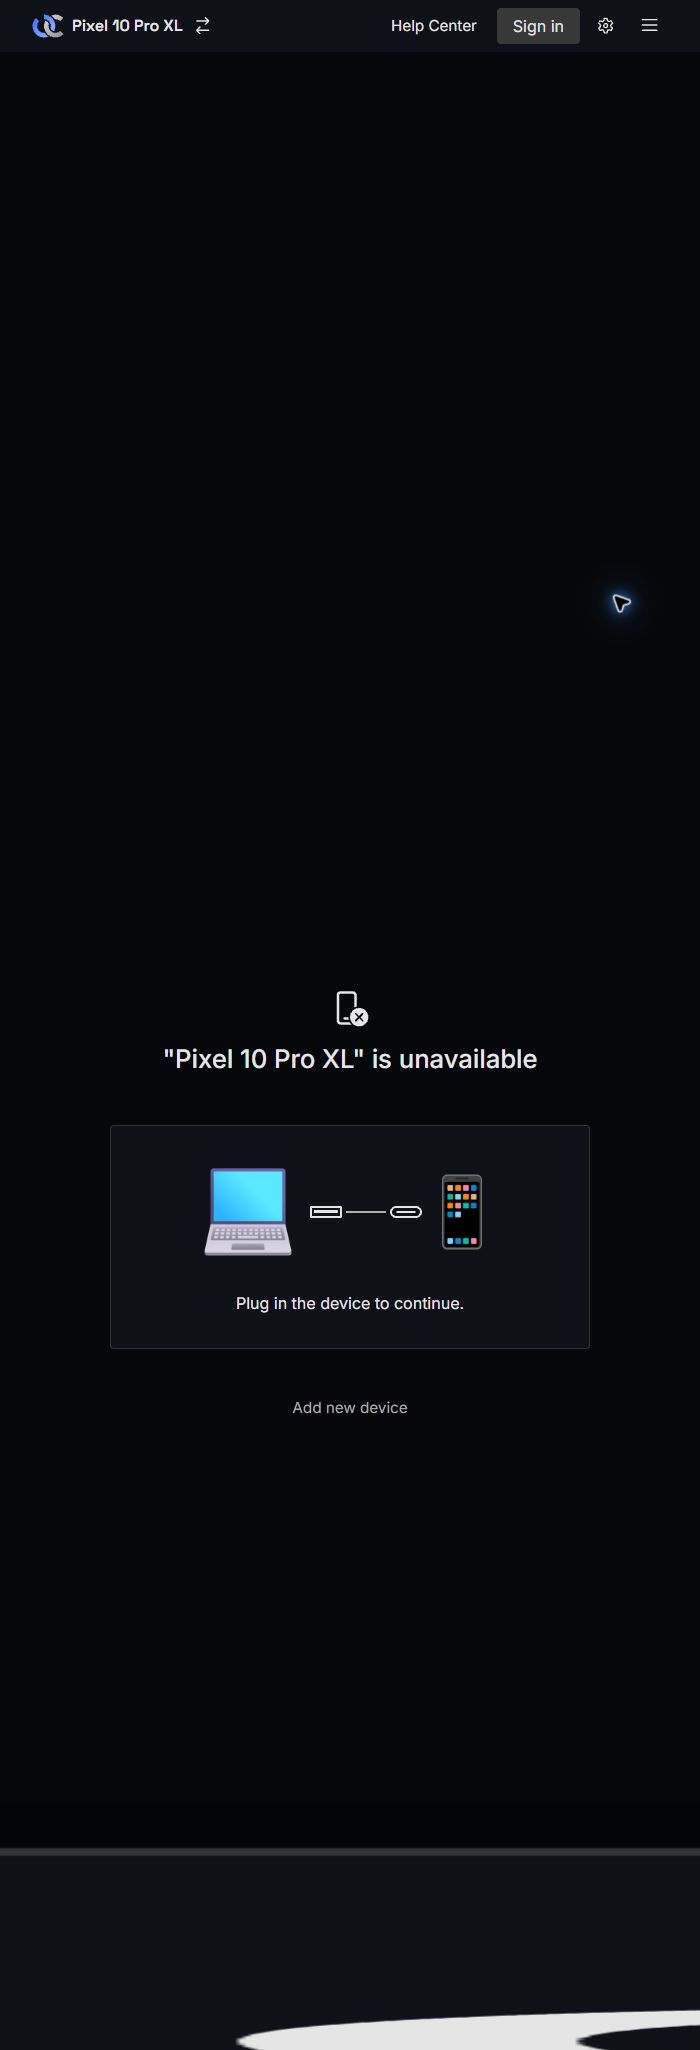 Pixel 10 Pro XL
Help Center
Sign in
"Pixel 10 Pro XL" is unavailable
Plug in the device to continue.
Add new device